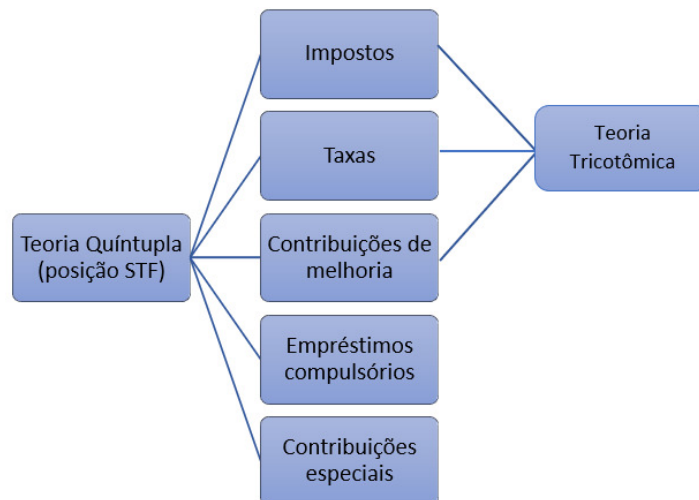 Impostos
Taxas
Teoria
Tricotômica
Teoria Quíntupla
(posição STF)
Contribuições de
melhoria
Empréstimos
compulsórios
Contribuições
especiais